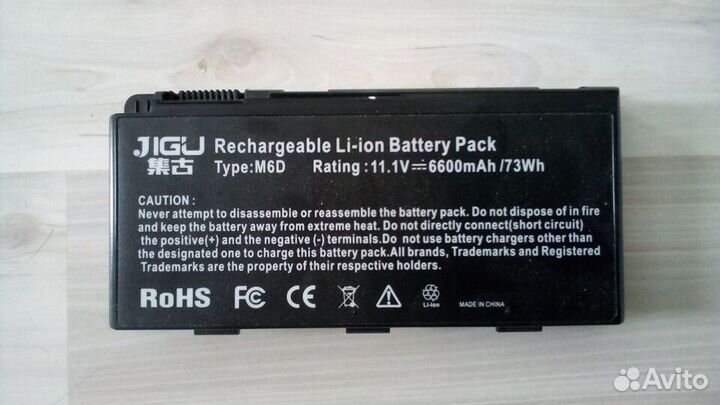 JIGU
集古
Rechargeable Li-ion Battery Pack
Type:M6D Rating : 11.1V⎓6600mAh /73Wh
CAUTION :
Never attempt to disassemble or reassemble the battery pack. Do not dispose of in fire
and keep the battery away from extreme heat. Do not directly connect(short circuit)
the positive(+) and the negative (-) terminals.Do not use battery chargers other than
the designated one to charge this battery pack.All brands, Trademarks and Registered
Trademarks are the property of their respective holders.
RoHS FC CE Li-ion MADE IN CHINA
Avito